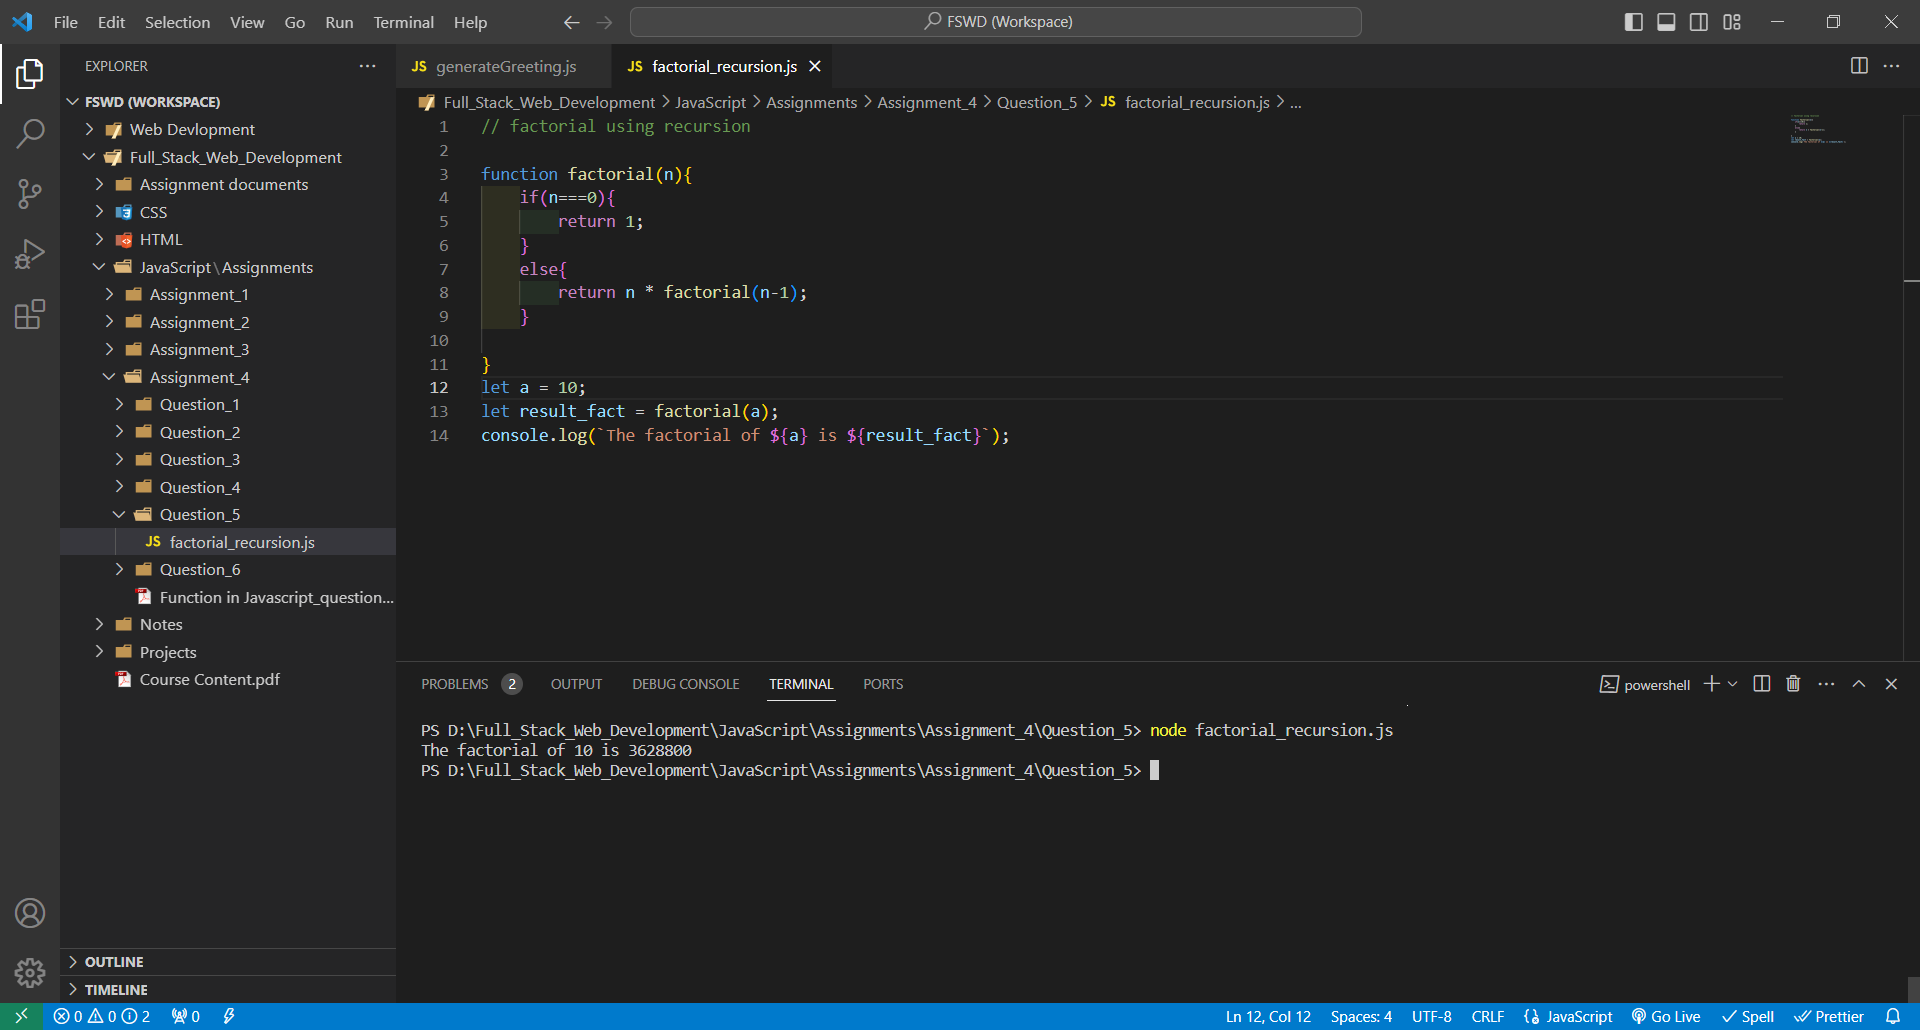 File Edit Selection View Go Run Terminal Help
FSWD (Workspace)
EXPLORER
FSWD (WORKSPACE)
Web Devlopment
Full_Stack_Web_Development
Assignment documents
CSS
HTML
JavaScript\Assignments
Assignment_1
Assignment_2
Assignment_3
Assignment_4
Question_1
Question_2
Question_3
Question_4
Question_5
JS factorial_recursion.js
Question_6
Function in Javascript_question...
Notes
Projects
Course Content.pdf
OUTLINE
TIMELINE
JS generateGreeting.js
JS factorial_recursion.js
Full_Stack_Web_Development > JavaScript > Assignments > Assignment_4 > Question_5 > JS factorial_recursion.js > ...
1 // factorial using recursion
2
3 function factorial(n){
4 if(n===0){
5 return 1;
6 }
7 else{
8 return n * factorial(n-1);
9 }
10
11 }
12 let a = 10;
13 let result_fact = factorial(a);
14 console.log(`The factorial of ${a} is ${result_fact}`);
PROBLEMS 2 OUTPUT DEBUG CONSOLE TERMINAL PORTS
powershell
PS D:\Full_Stack_Web_Development\JavaScript\Assignments\Assignment_4\Question_5> node factorial_recursion.js
The factorial of 10 is 3628800
PS D:\Full_Stack_Web_Development\JavaScript\Assignments\Assignment_4\Question_5>
0 0 2 0
Ln 12, Col 12 Spaces: 4 UTF-8 CRLF JavaScript Go Live Spell Prettier